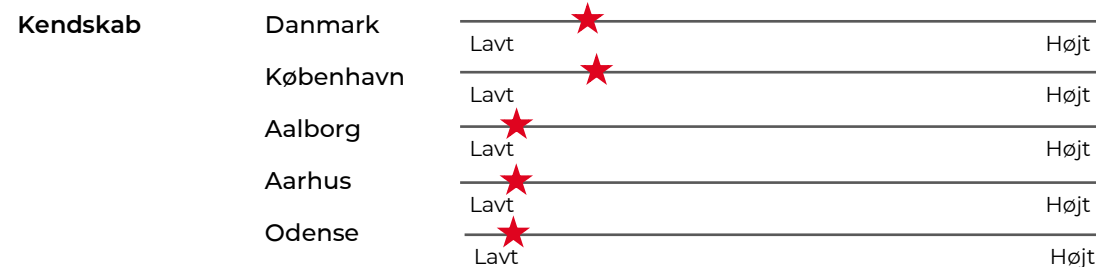 Kendskab Danmark
Lavt Højt
København
Lavt Højt
Aalborg
Lavt Højt
Aarhus
Lavt Højt
Odense
Lavt Højt